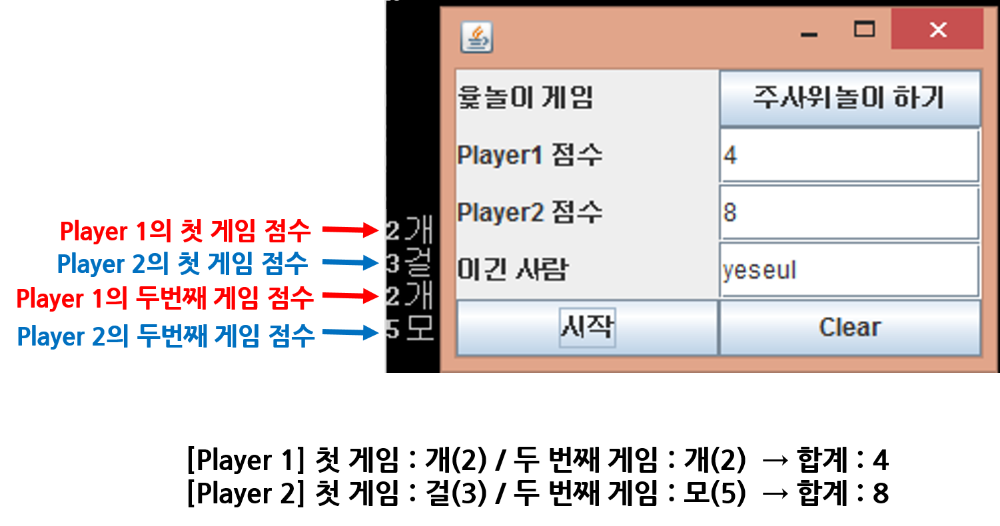 윷놀이 게임 주사위놀이 하기
Player1 점수 4
Player2 점수 8
이긴 사람 yeseul
시작 Clear
Player 1의 첫 게임 점수 → 2 개
Player 2의 첫 게임 점수 → 3 걸
Player 1의 두번째 게임 점수 → 2 개
Player 2의 두번째 게임 점수 → 5 모
[Player 1] 첫 게임 : 개(2) / 두 번째 게임 : 개(2) → 합계 : 4
[Player 2] 첫 게임 : 걸(3) / 두 번째 게임 : 모(5) → 합계 : 8